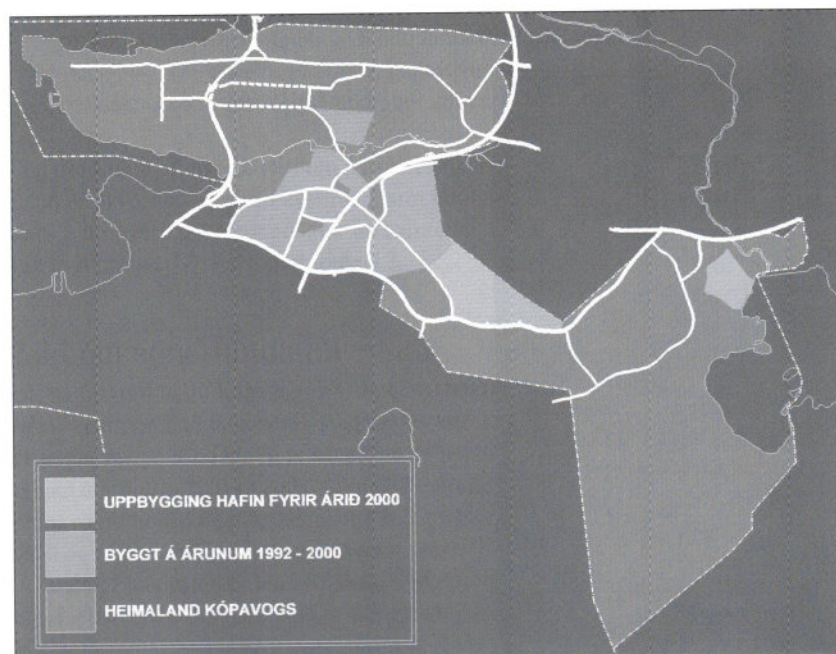 UPPBYGGING HAFIN FYRIR ÁRIÐ 2000
BYGGT Á ÁRUNUM 1992 - 2000
HEIMALAND KÓPAVOGS